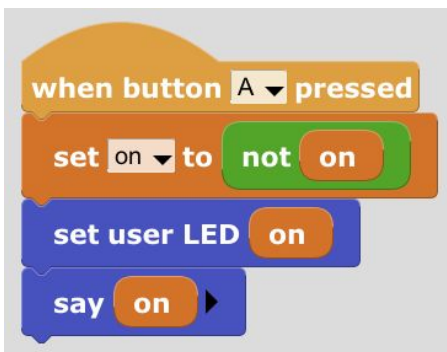 when button A pressed
set on to not on
set user LED on
say on